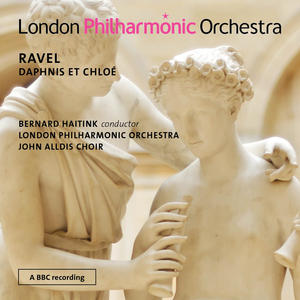 London Philharmonic Orchestra
RAVEL
DAPHNIS ET CHLOÉ
BERNARD HAITINK conductor
LONDON PHILHARMONIC ORCHESTRA
JOHN ALLDIS CHOIR
A BBC recording